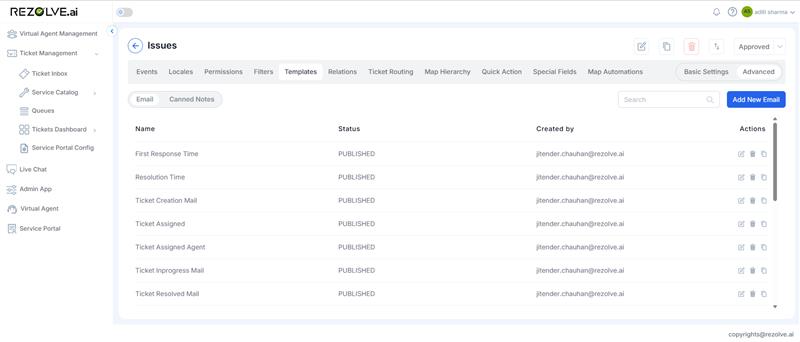 REZOLVE.ai
AS aditi sharma
Virtual Agent Management
Ticket Management
Ticket Inbox
Service Catalog
Queues
Tickets Dashboard
Service Portal Config
Live Chat
Admin App
Virtual Agent
Service Portal
Issues
Approved
Events Locales Permissions Filters Templates Relations Ticket Routing Map Hierarchy Quick Action Special Fields Map Automations Basic Settings Advanced
Email Canned Notes Search Add New Email
Name Status Created by Actions
First Response Time PUBLISHED jitender.chauhan@rezolve.ai
Resolution Time PUBLISHED jitender.chauhan@rezolve.ai
Ticket Creation Mail PUBLISHED jitender.chauhan@rezolve.ai
Ticket Assigned PUBLISHED jitender.chauhan@rezolve.ai
Ticket Assigned Agent PUBLISHED jitender.chauhan@rezolve.ai
Ticket Inprogress Mail PUBLISHED jitender.chauhan@rezolve.ai
Ticket Resolved Mail PUBLISHED jitender.chauhan@rezolve.ai
copyrights@rezolve.ai